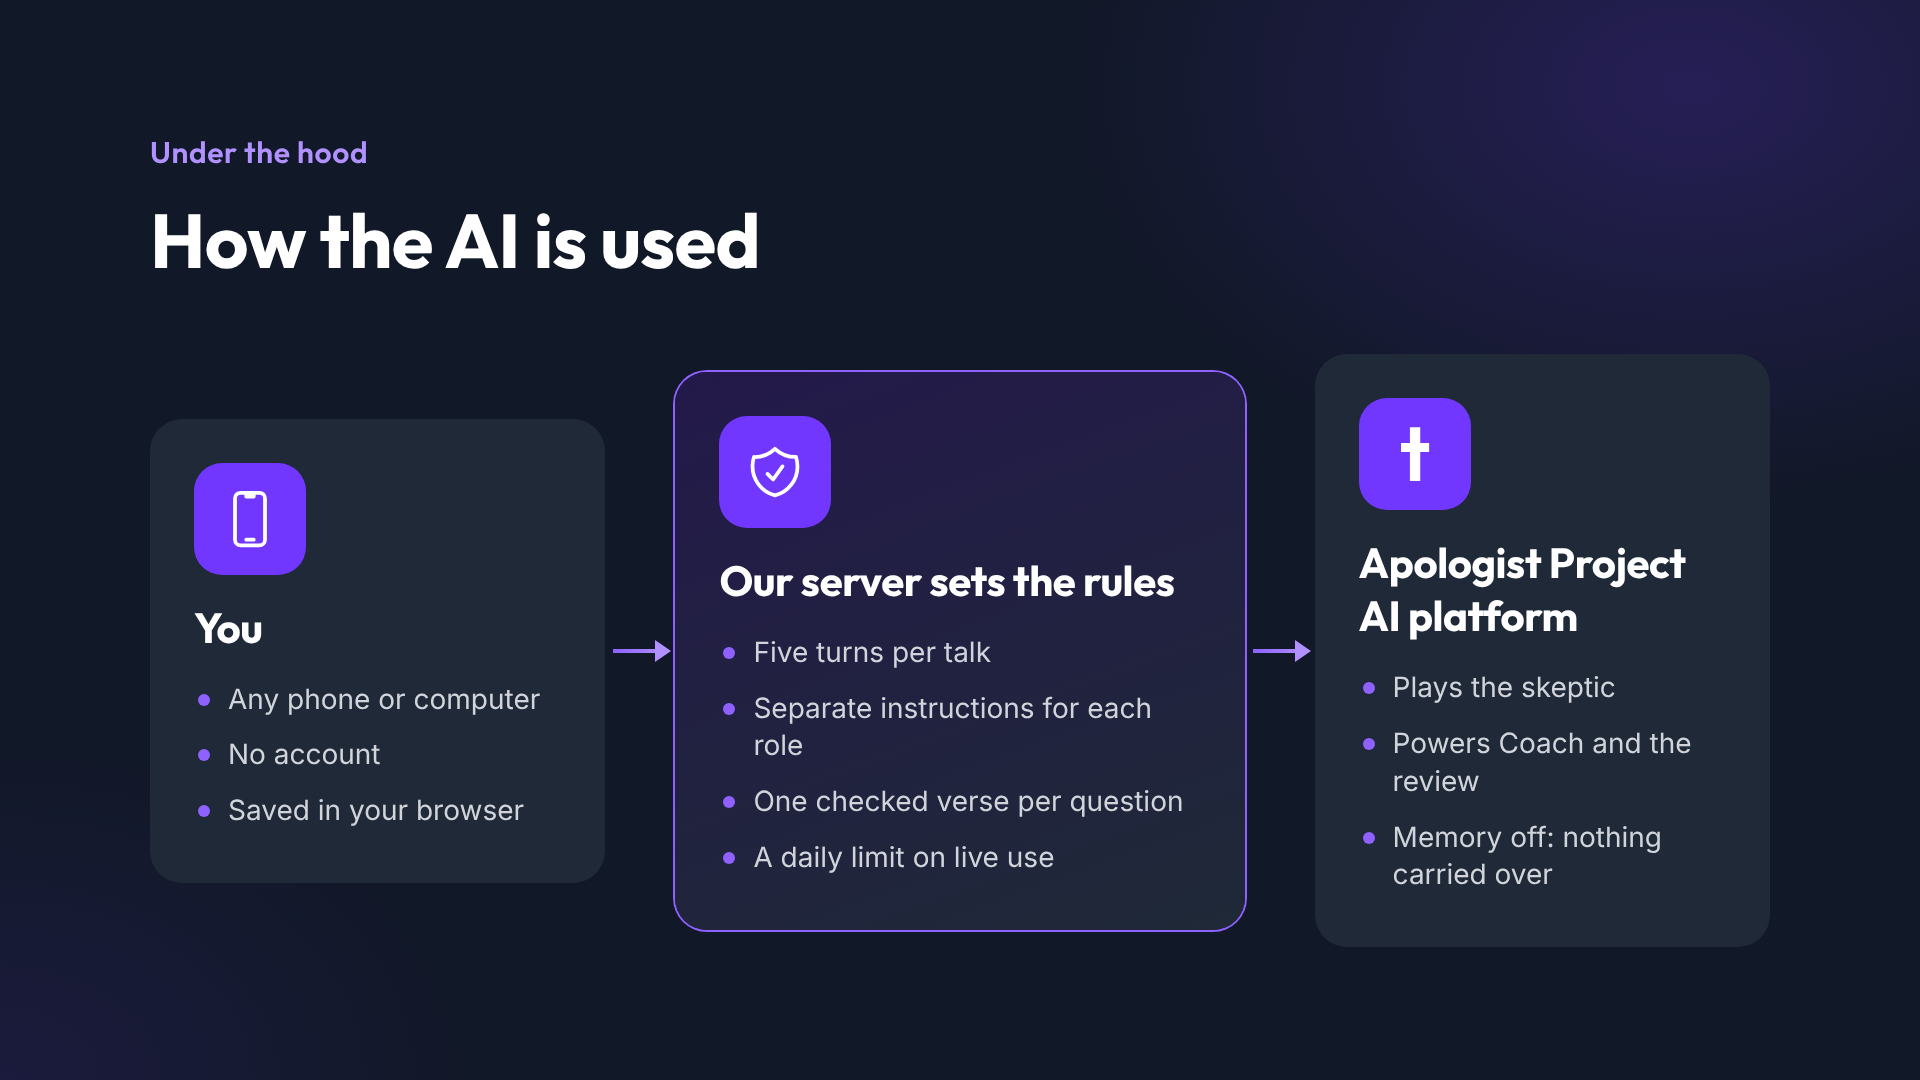 Under the hood
How the AI is used
You
Any phone or computer
No account
Saved in your browser
Our server sets the rules
Five turns per talk
Separate instructions for each
role
One checked verse per question
A daily limit on live use
Apologist Project
AI platform
Plays the skeptic
Powers Coach and the
review
Memory off: nothing
carried over